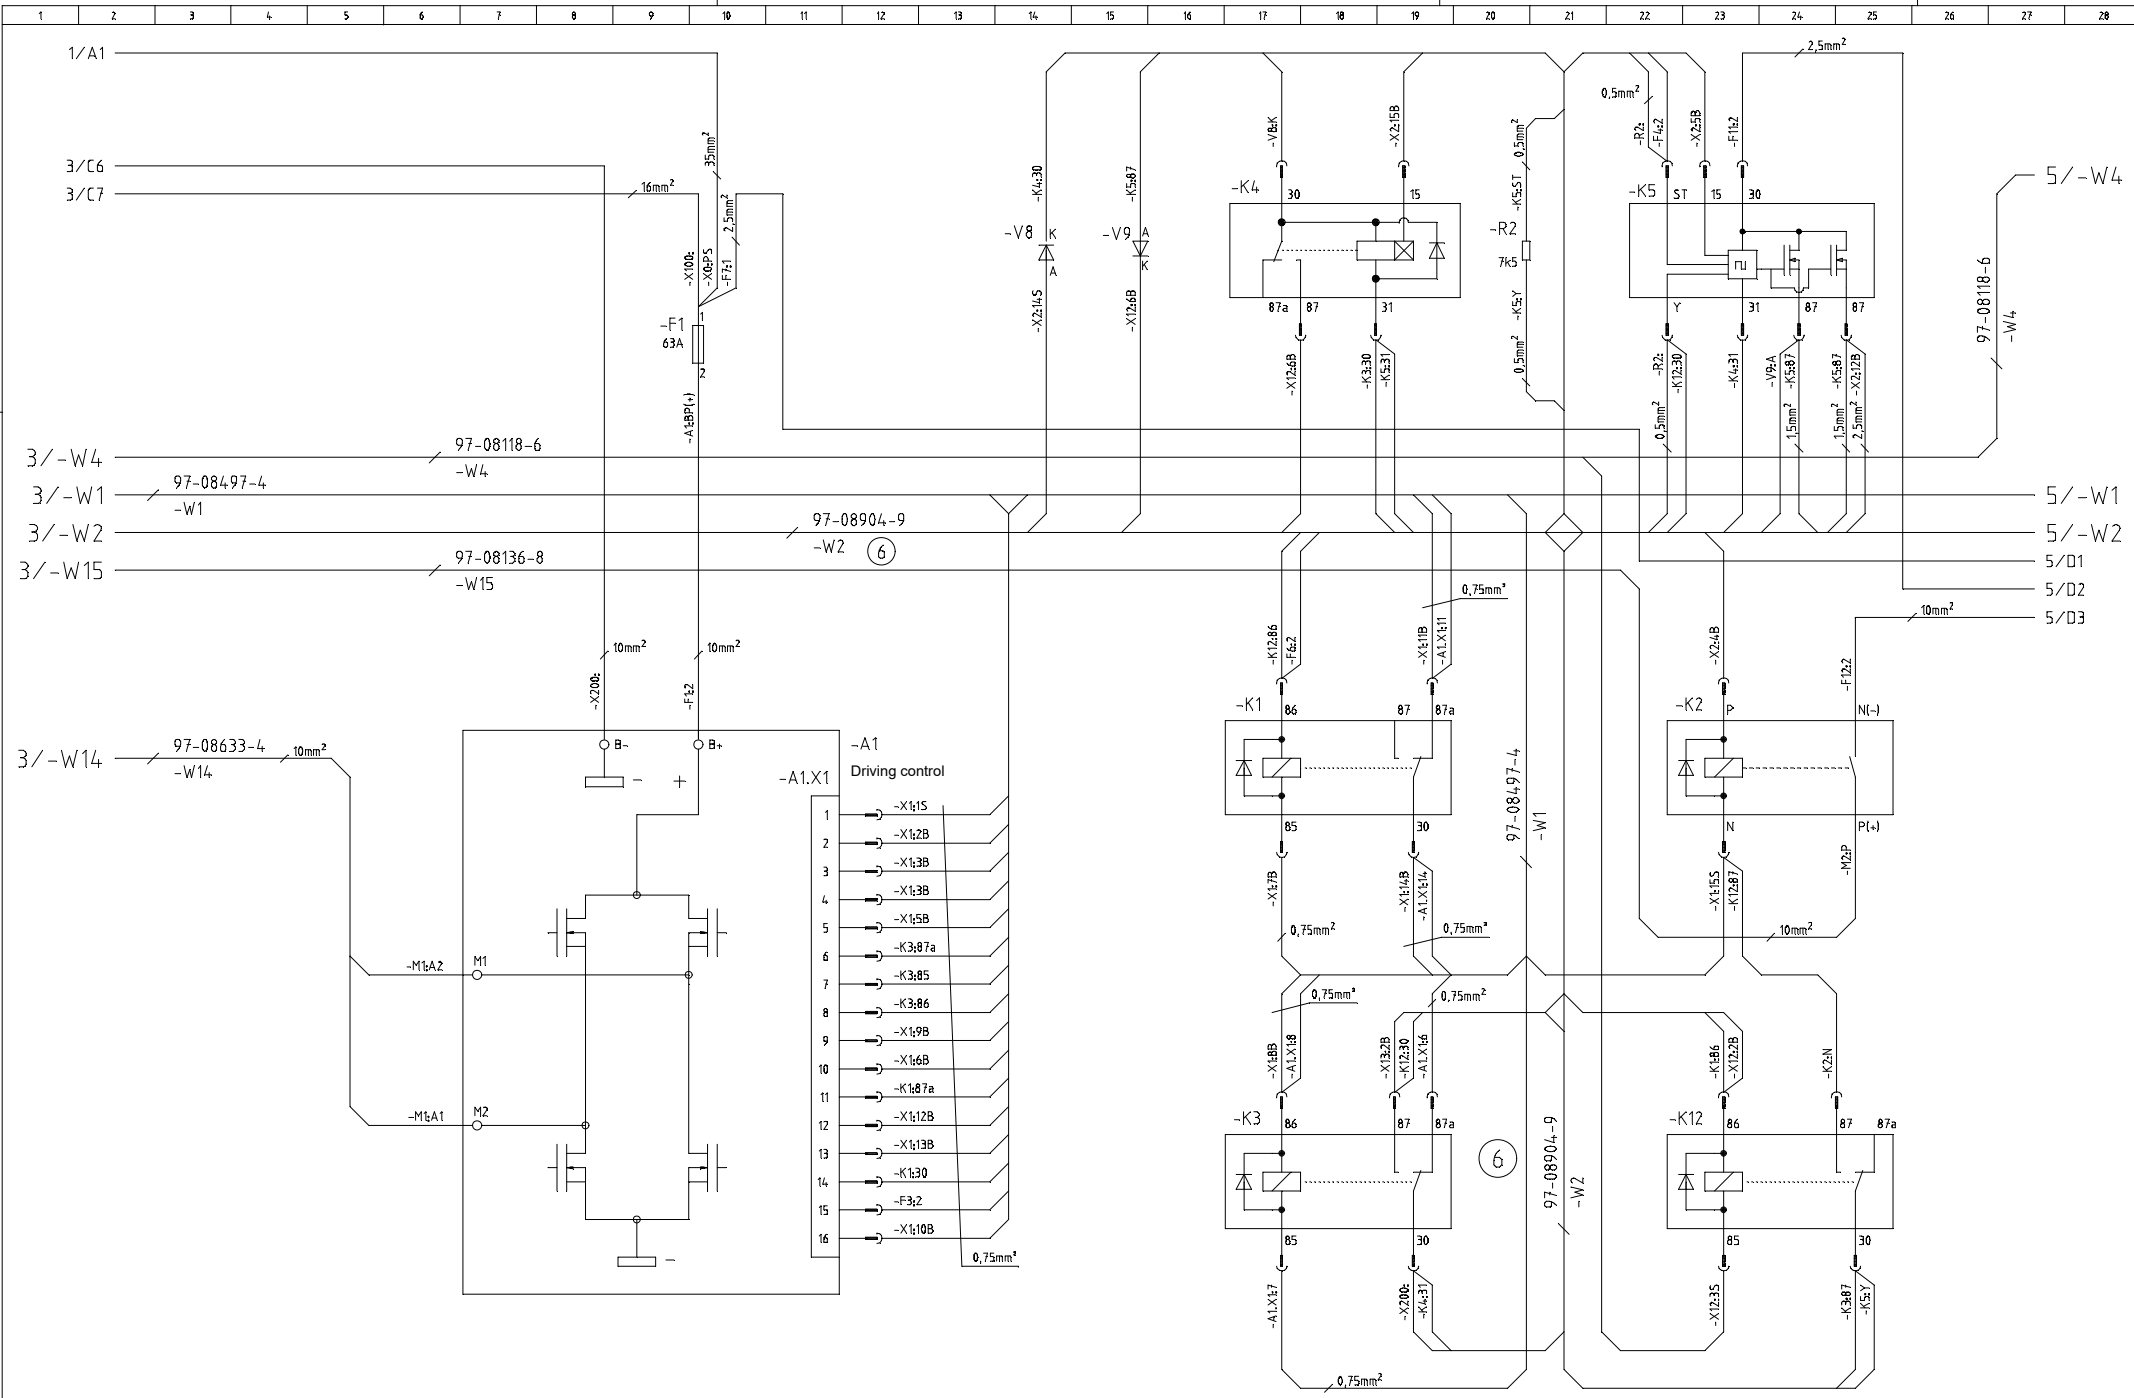 1 2 3 4 5 6 7 8 9 10 11 12 13 14 15 16 17 18 19 20 21 22 23 24 25 26 27 28
1/A1
3/C6
3/C7
16mm²
35mm²
2,5mm²
-X100:
-X0:PS
-F7:1
-F1
63A
1
2
-A1:BP(+)
-K4:30
-V8
K
A
-X2:14S
-K5:87
-V9
A
K
-X12:6B
-V8:K
-X2:15B
-K4
30
15
87a
87
31
-X12:6B
-K3:30
-K5:31
0,5mm²
-K5:ST
-R2
7k5
-K5:Y
0,5mm²
0,5mm²
-R2:
-F4:2
-X2:5B
-F11:2
2,5mm²
-K5
ST
15
30
Y
31
87
87
-R2:
-K12:30
-K4:31
-V9:A
-K5:87
-K5:87
-X2:12B
0,5mm²
1,5mm²
1,5mm²
2,5mm²
5/-W4
97-08118-6
-W4
3/-W4
97-08118-6
-W4
3/-W1
97-08497-4
-W1
5/-W1
3/-W2
97-08904-9
-W2
6
5/-W2
3/-W15
97-08136-8
-W15
5/D1
5/D2
5/D3
10mm²
10mm²
10mm²
-X200:
-F1:2
3/-W14
97-08633-4
-W14
10mm²
B-
B+
-
+
-A1
Driving control
-A1.X1
1 -X1:1S
2 -X1:2B
3 -X1:3B
4 -X1:3B
5 -X1:5B
6 -K3:87a
7 -K3:85
8 -K3:86
9 -X1:9B
10 -X1:6B
11 -K1:87a
12 -X1:12B
13 -X1:13B
14 -K1:30
15 -F3:2
16 -X1:10B
0,75mm²
-M1:A2
M1
-M1:A1
M2
-
0,75mm²
-K12:86
-F6:2
-X1:11B
-A1.X1:11
-K1
86
87
87a
85
30
-X1:7B
-X1:14B
-A1.X1:14
0,75mm²
0,75mm²
97-08497-4
-W1
-X2:4B
-F12:2
-K2
P
N(-)
N
P(+)
-X1:15S
-K12:87
-M2:P
10mm²
0,75mm²
0,75mm²
-X1:8B
-A1.X1:8
-X13:2B
-K12:30
-A1.X1:6
-K3
86
87
87a
85
30
-A1.X1:7
-X200:
-K4:31
0,75mm²
6
97-08904-9
-W2
-K1:86
-X12:2B
-K2:N
-K12
86
87
87a
85
30
-X12:3S
-K3:87
-K5:Y